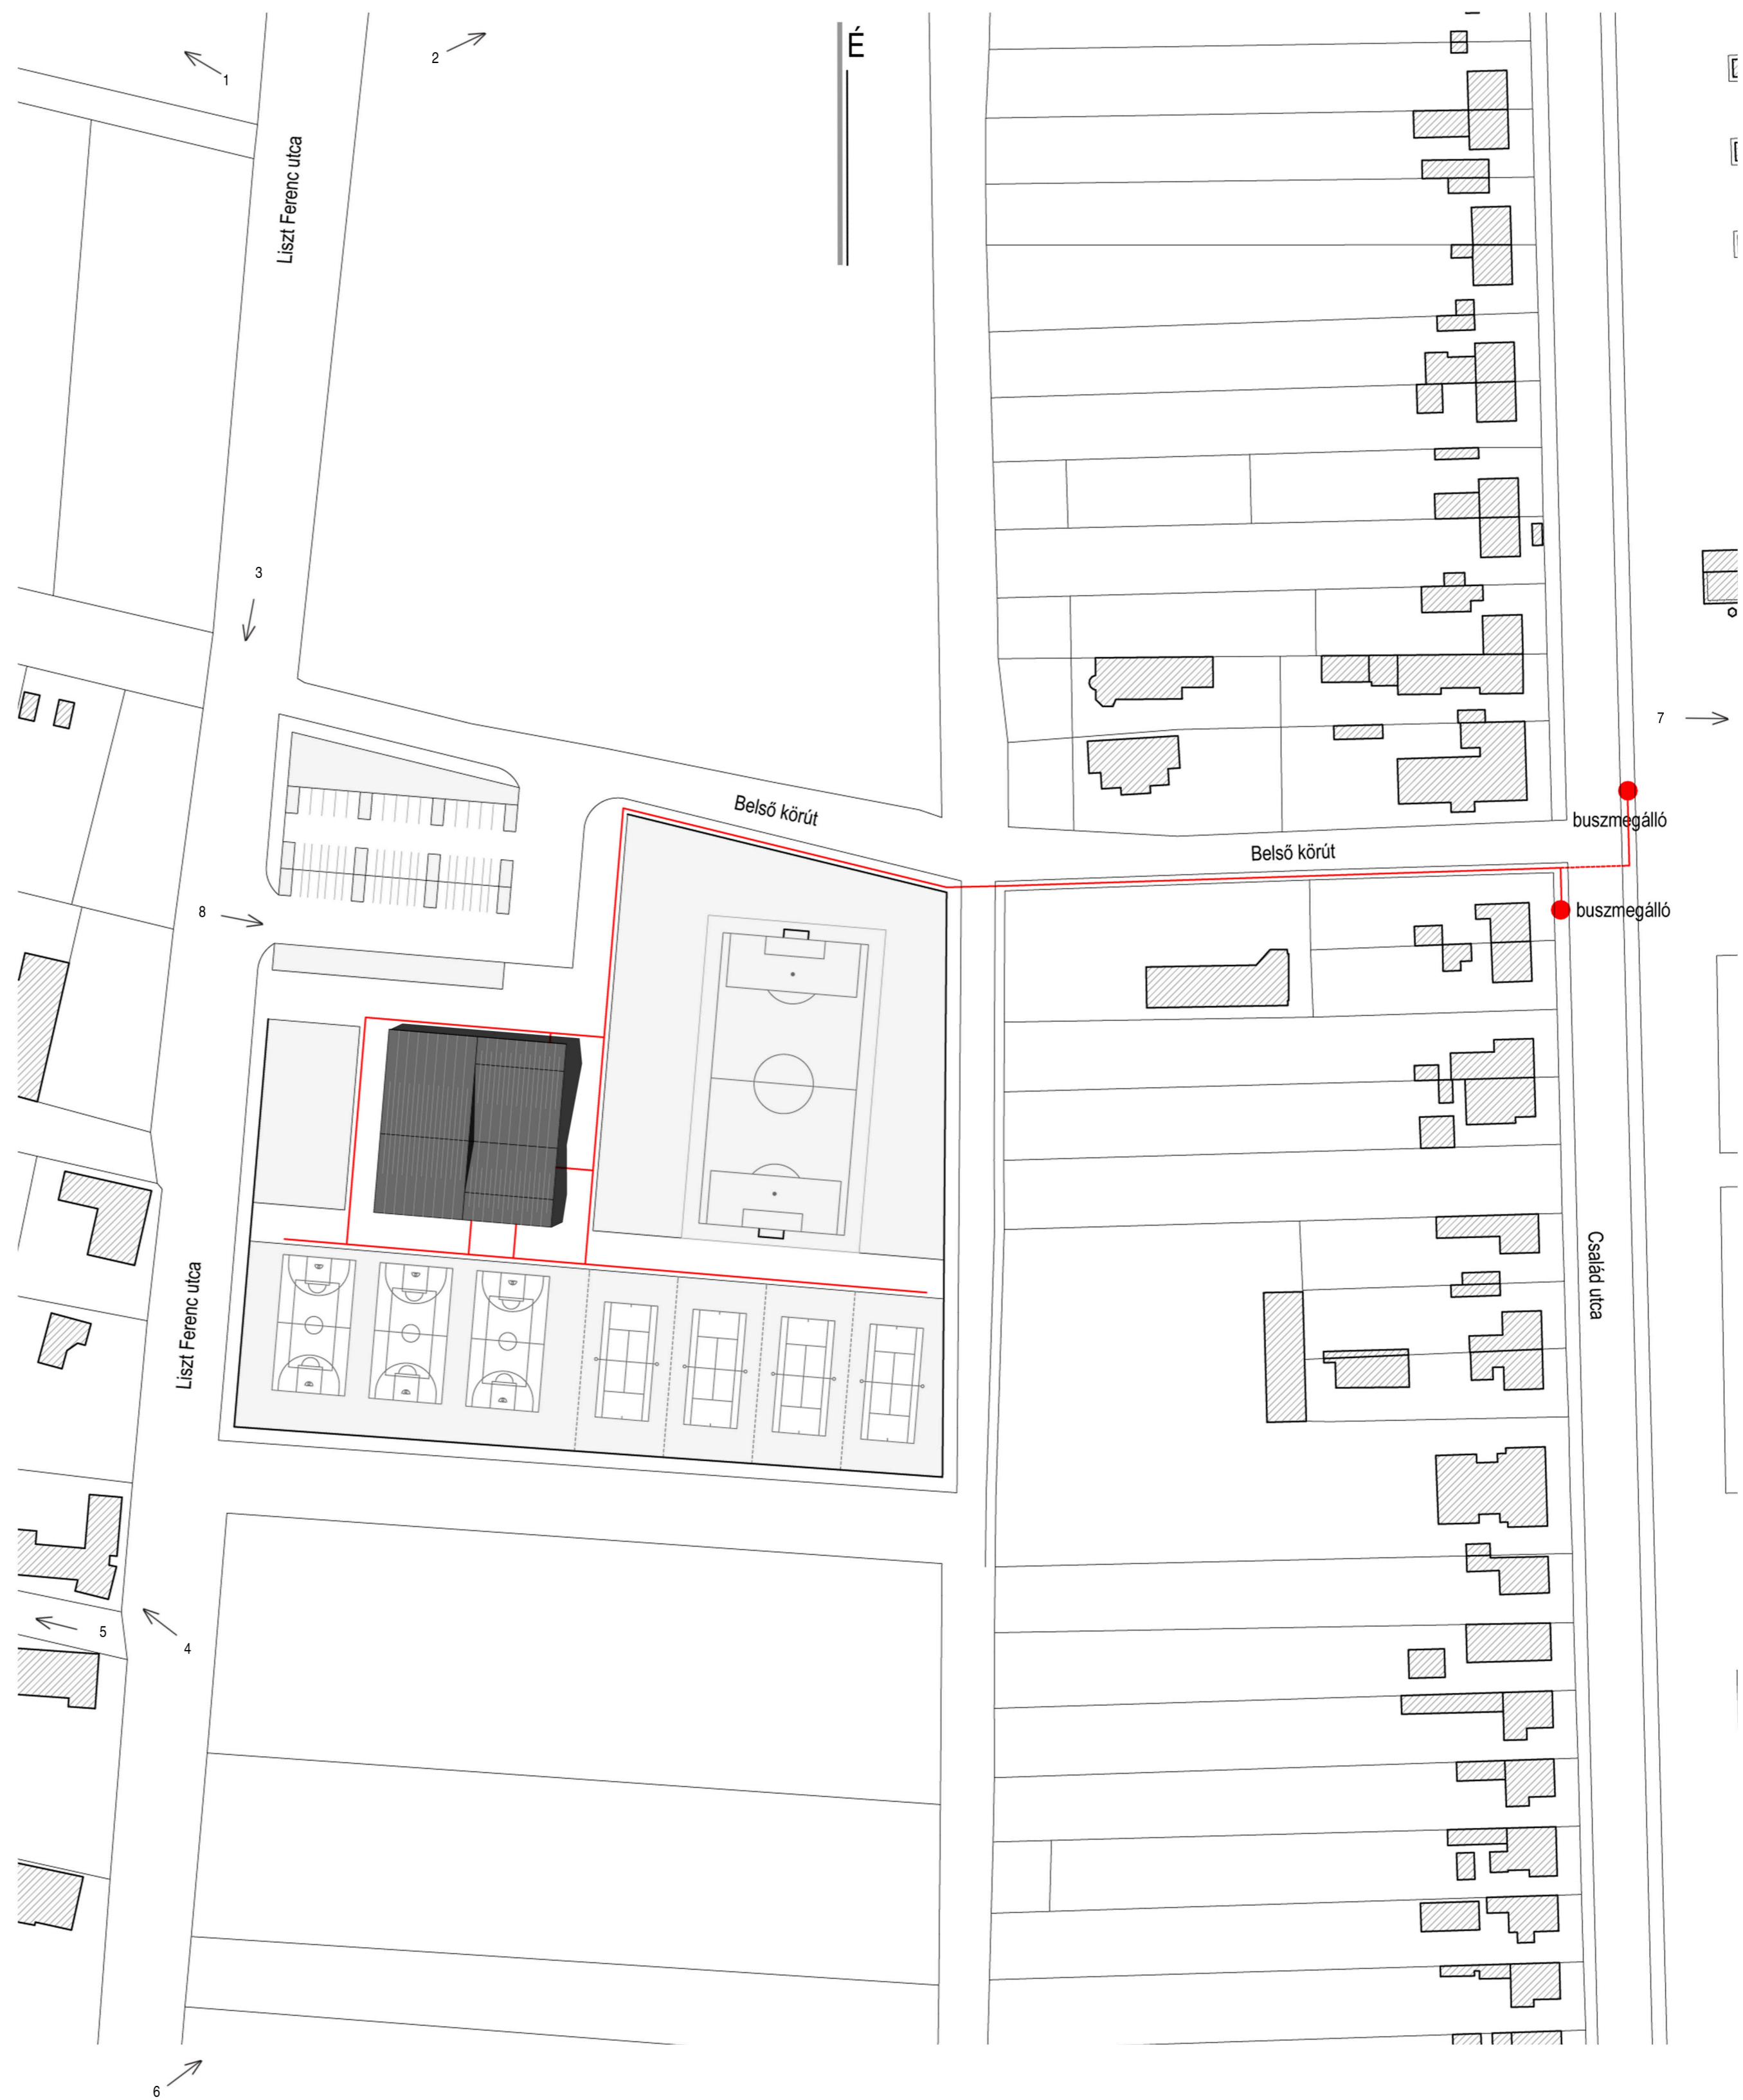 É
2
1
Liszt Ferenc utca
3
7
buszmegálló
Belső körút
Belső körút
buszmegálló
8
Család utca
Liszt Ferenc utca
5
4
6